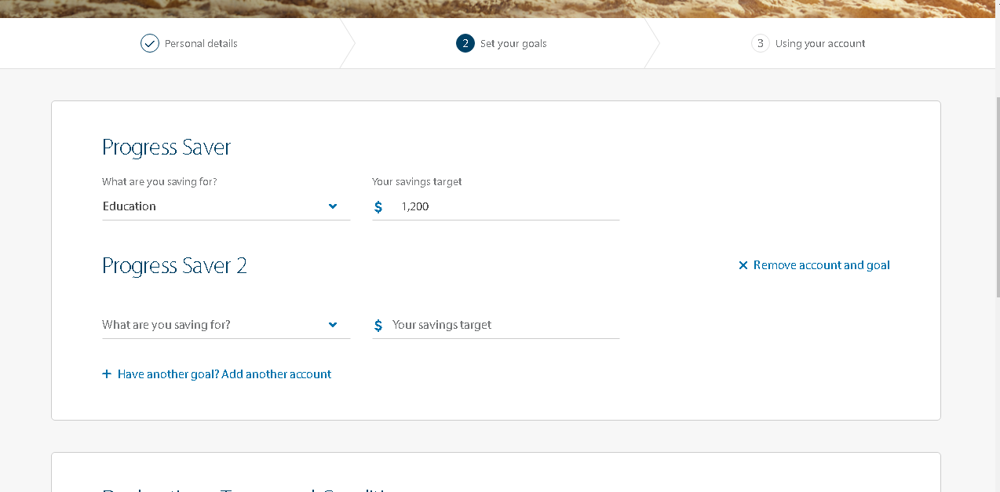 Personal details
2 Set your goals
3 Using your account
Progress Saver
What are you saving for?
Your savings target
Education
$ 1,200
Progress Saver 2
Remove account and goal
What are you saving for?
$ Your savings target
+ Have another goal? Add another account